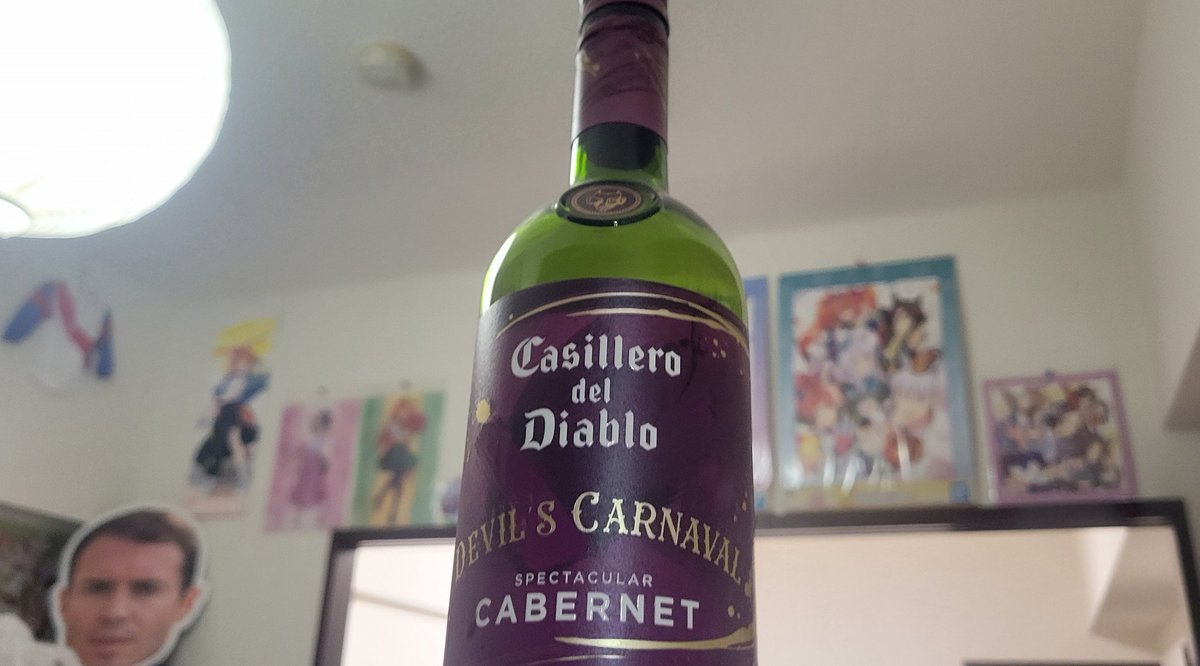 Casillero
del
Diablo
DEVIL'S CARNAVAL
SPECTACULAR
CABERNET